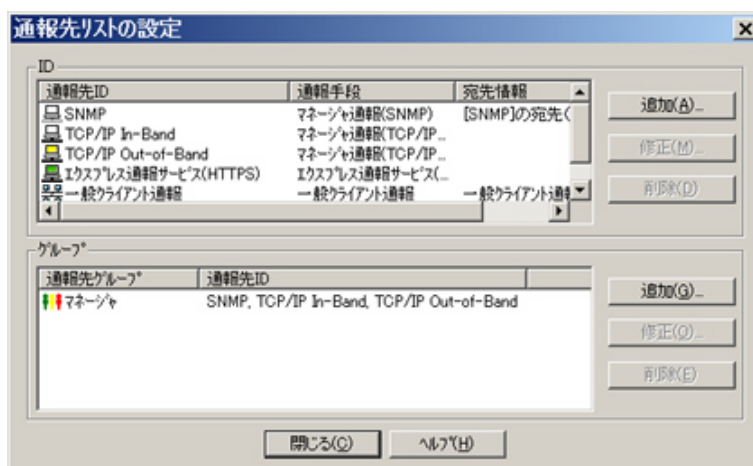 通報先リストの設定
ID
通報先ID 通報手段 宛先情報
SNMP マネージャ通報(SNMP) [SNMP]の宛先(
TCP/IP In-Band マネージャ通報(TCP/IP...
TCP/IP Out-of-Band マネージャ通報(TCP/IP...
エクスプレス通報サービス(HTTPS) エクスプレス通報サービス(...
一般クライアント通報 一般クライアント通報 一般クライアント通報
追加(A)...
修正(M)...
削除(D)
グループ
通報先グループ 通報先ID
マネージャ SNMP, TCP/IP In-Band, TCP/IP Out-of-Band
追加(G)...
修正(O)...
削除(E)
閉じる(C) ヘルプ(H)